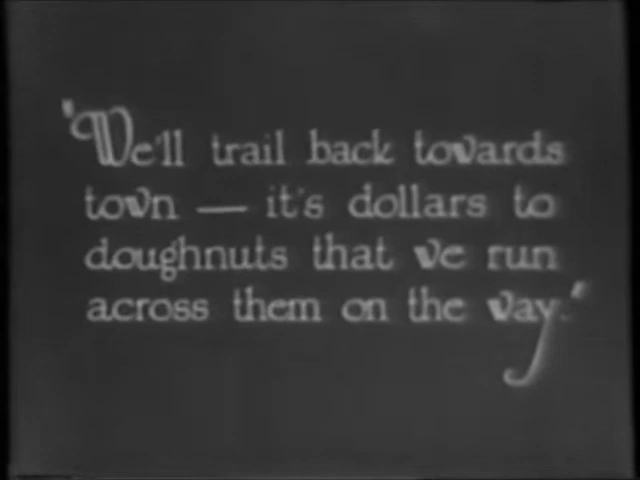 "We'll trail back towards
town — it's dollars to
doughnuts that we run
across them on the way."